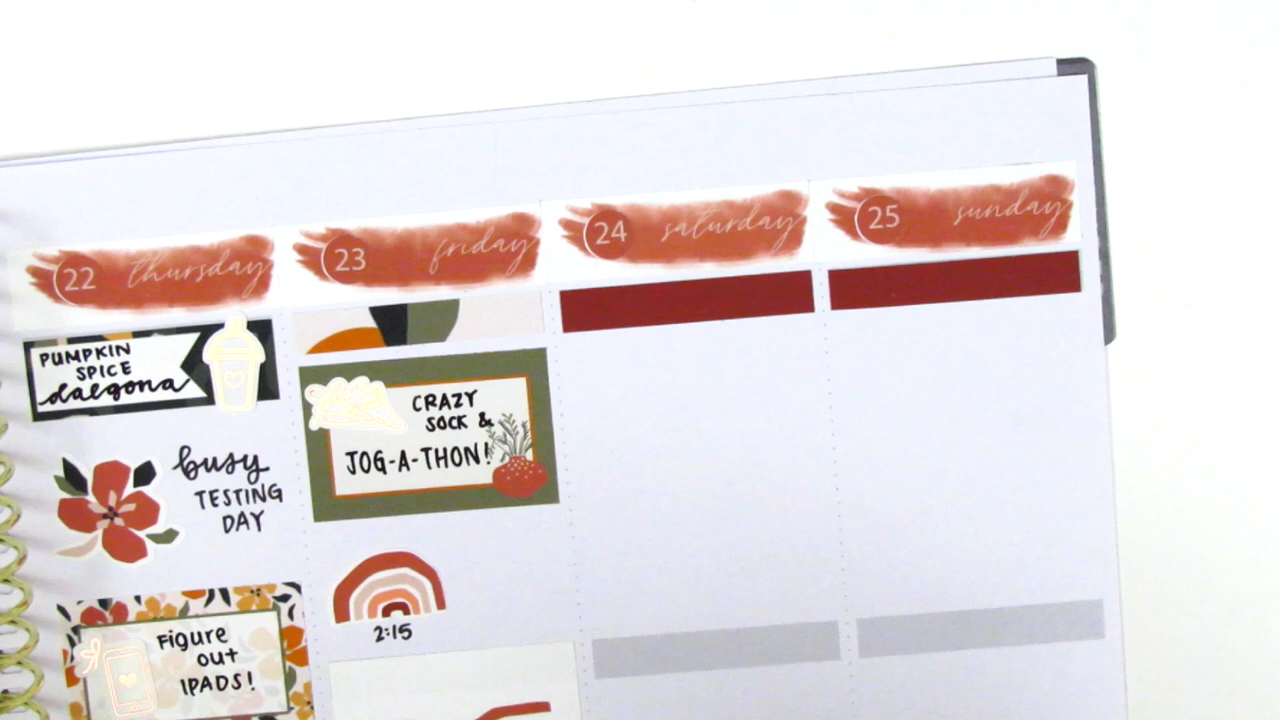 22 thursday
23 friday
24 saturday
25 sunday
PUMPKIN
SPICE
dalgona
busy
TESTING
DAY
Figure
out
IPADS!
CRAZY
SOCK &
JOG-A-THON!
2:15